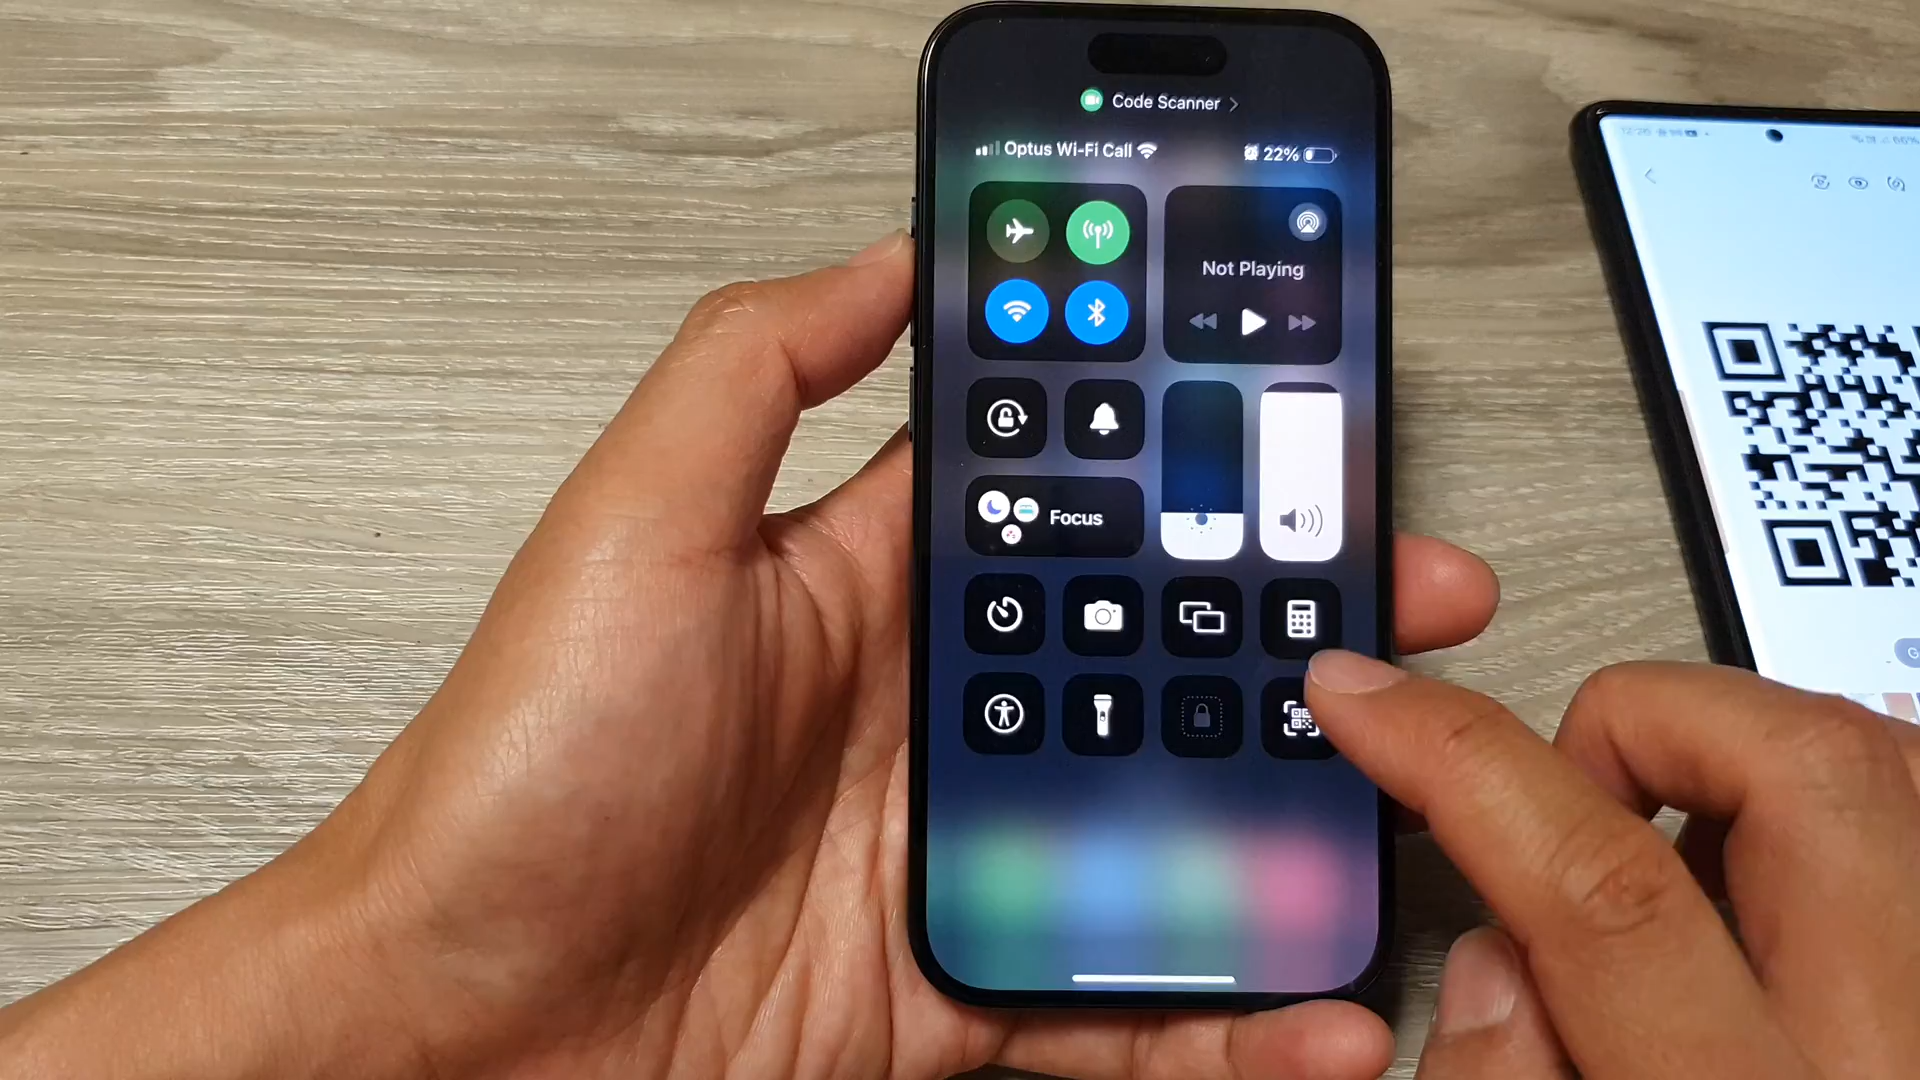 Code Scanner
Optus Wi-Fi Call
22%
Not Playing
Focus